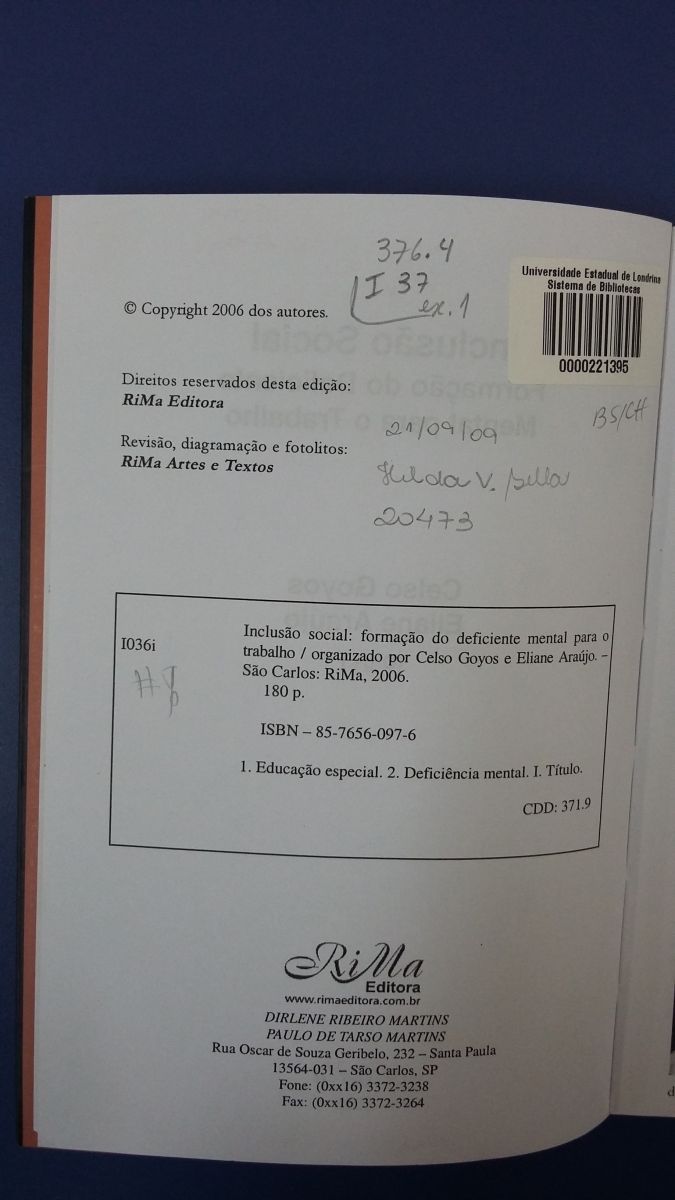 376.4
I 37
ex. 1
Universidade Estadual de Londrina
Sistema de Bibliotecas
0000221395
© Copyright 2006 dos autores.
Direitos reservados desta edição:
RiMa Editora
BS/CH
21/09/09
Revisão, diagramação e fotolitos:
RiMa Artes e Textos
Hilda V.
20473
I036i
Inclusão social: formação do deficiente mental para o
trabalho / organizado por Celso Goyos e Eliane Araújo. –
São Carlos: RiMa, 2006.
180 p.
ISBN – 85-7656-097-6
1. Educação especial. 2. Deficiência mental. I. Título.
CDD: 371.9
RiMa
Editora
www.rimaeditora.com.br
DIRLENE RIBEIRO MARTINS
PAULO DE TARSO MARTINS
Rua Oscar de Souza Geribelo, 232 – Santa Paula
13564-031 – São Carlos, SP
Fone: (0xx16) 3372-3238
Fax: (0xx16) 3372-3264